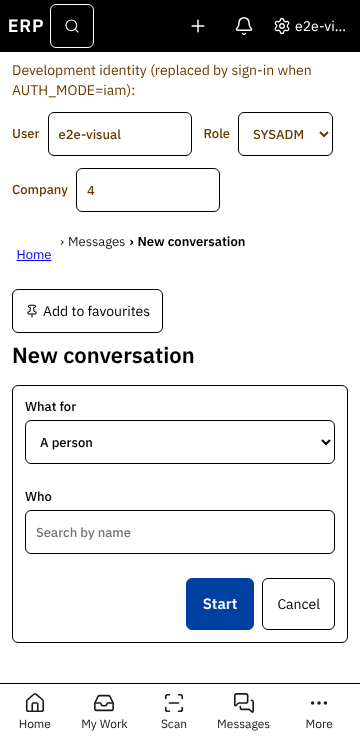 ERP e2e-vi...
Development identity (replaced by sign-in when
AUTH_MODE=iam):
User e2e-visual Role SYSADM
Company 4
Home › Messages › New conversation
Add to favourites
New conversation
What for
A person
Who
Search by name
Start Cancel
Home My Work Scan Messages More